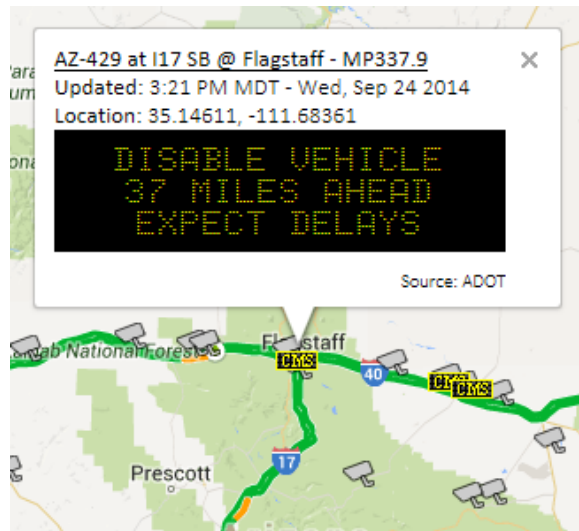 AZ-429 at I17 SB @ Flagstaff - MP337.9
×
Updated: 3:21 PM MDT - Wed, Sep 24 2014
Location: 35.14611, -111.68361
DISABLE VEHICLE
37 MILES AHEAD
EXPECT DELAYS
Source: ADOT
Flagstaff
National Forest
CMS
40
CMS
CMS
17
Prescott